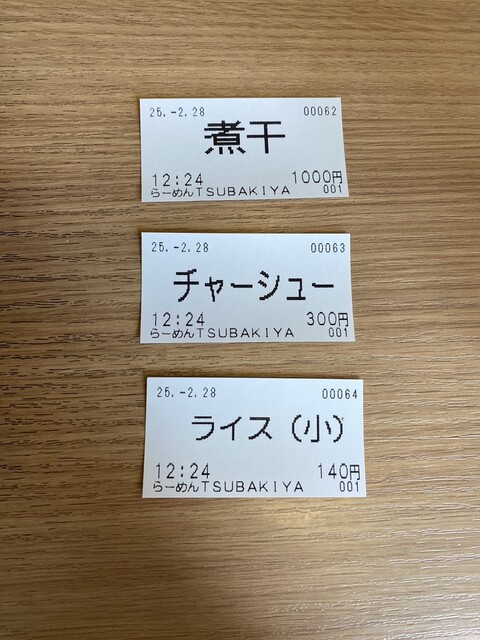 25.-2.28 00062
煮干
12:24 1000円
らーめんTSUBAKIYA 001
25.-2.28 00063
チャーシュー
12:24 300円
らーめんTSUBAKIYA 001
25.-2.28 00064
ライス(小)
12:24 140円
らーめんTSUBAKIYA 001